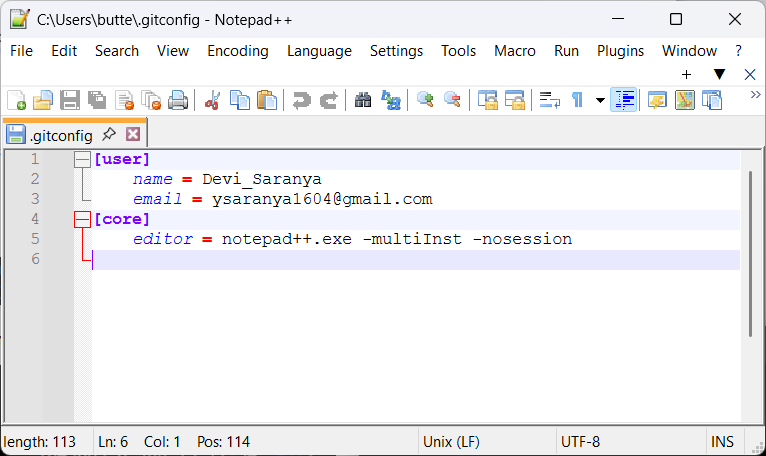 C:\Users\butte\.gitconfig - Notepad++
File Edit Search View Encoding Language Settings Tools Macro Run Plugins Window ?
+ ▼ X
.gitconfig
1 [user]
2 name = Devi_Saranya
3 email = ysaranya1604@gmail.com
4 [core]
5 editor = notepad++.exe -multiInst -nosession
6
length: 113 Ln: 6 Col: 1 Pos: 114 Unix (LF) UTF-8 INS